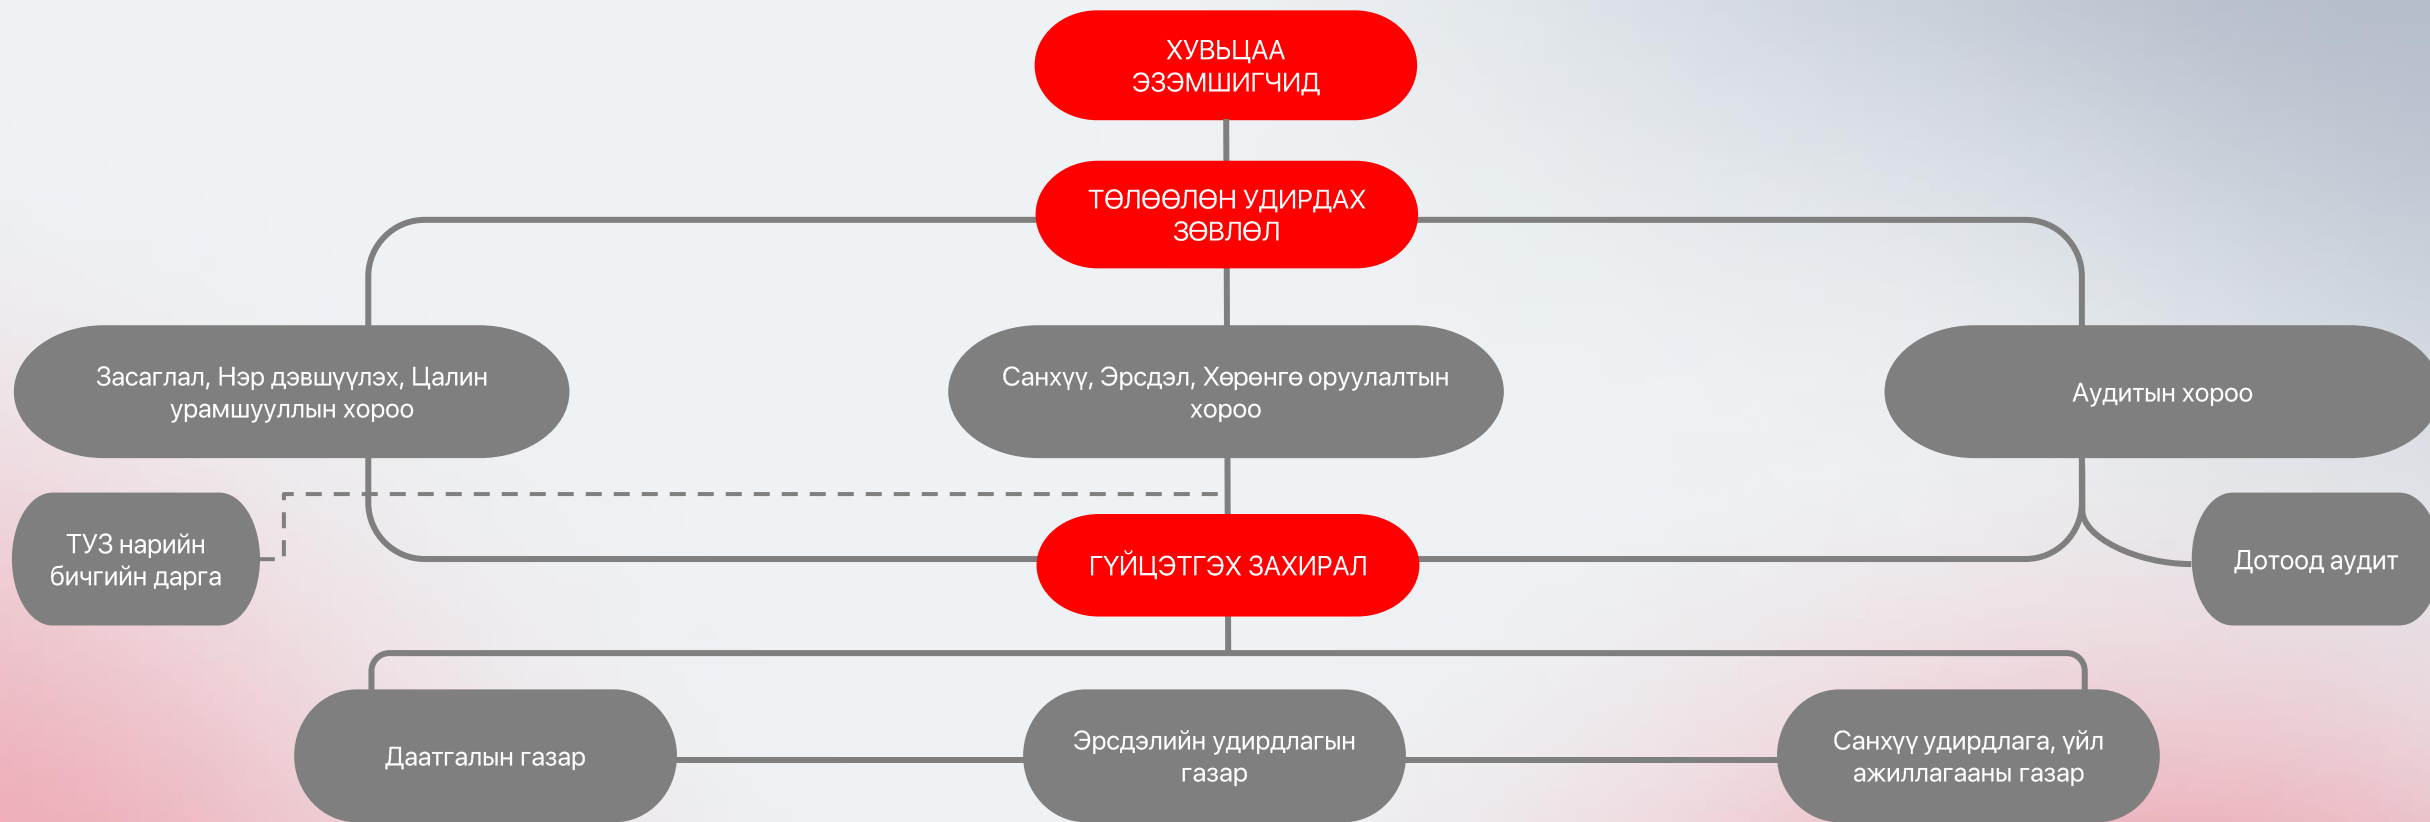 ХУВЬЦАА
ЭЗЭМШИГЧИД
ТӨЛӨӨЛӨН УДИРДАХ
ЗӨВЛӨЛ
Засаглал, Нэр дэвшүүлэх, Цалин
урамшууллын хороо
Санхүү, Эрсдэл, Хөрөнгө оруулалтын
хороо
Аудитын хороо
ТУЗ нарийн
бичгийн дарга
ГҮЙЦЭТГЭХ ЗАХИРАЛ
Дотоод аудит
Даатгалын газар
Эрсдэлийн удирдлагын
газар
Санхүү удирдлага, үйл
ажиллагааны газар